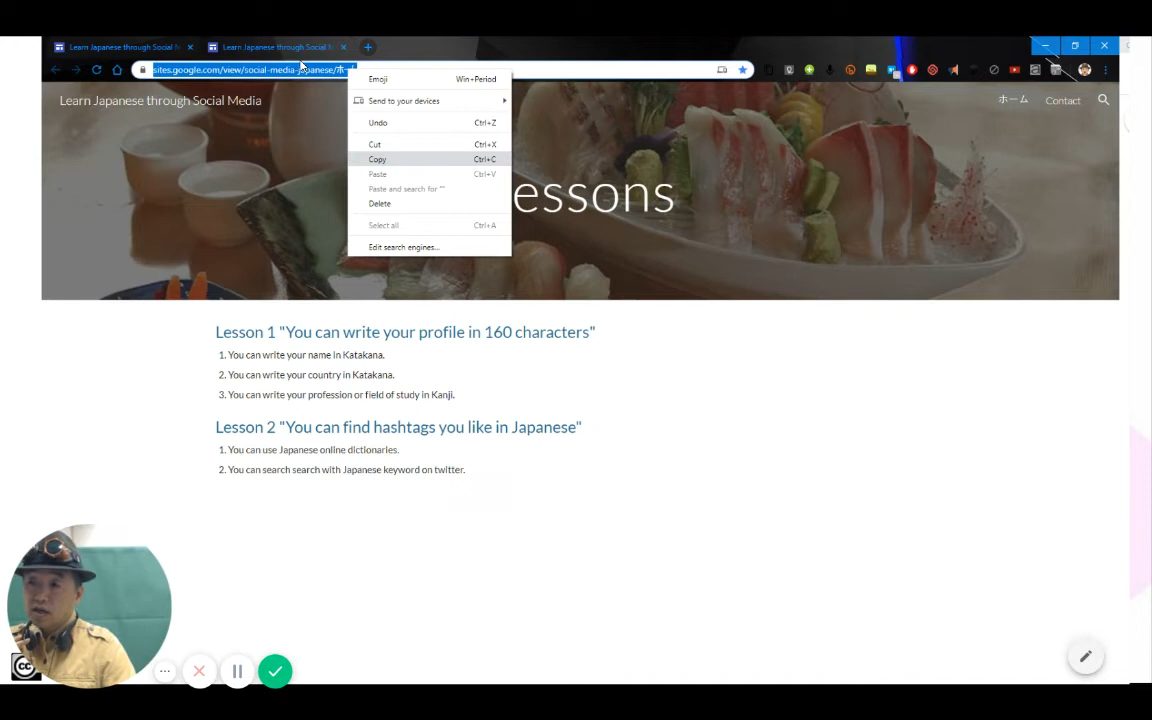 Learn Japanese through Social M
Learn Japanese through Social M
sites.google.com/view/social-media-japanese/ホーム/
Emoji Win+Period
Send to your devices
Undo Ctrl+Z
Cut Ctrl+X
Copy Ctrl+C
Paste Ctrl+V
Paste and search for ""
Delete
Select all Ctrl+A
Edit search engines...
Learn Japanese through Social Media
ホーム Contact
essons
Lesson 1 "You can write your profile in 160 characters"
1. You can write your name in Katakana.
2. You can write your country in Katakana.
3. You can write your profession or field of study in Kanji.
Lesson 2 "You can find hashtags you like in Japanese"
1. You can use Japanese online dictionaries.
2. You can search search with Japanese keyword on twitter.
cc